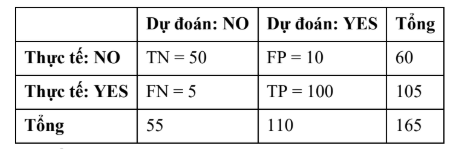 Dự đoán: NO Dự đoán: YES Tổng
Thực tế: NO TN = 50 FP = 10 60
Thực tế: YES FN = 5 TP = 100 105
Tổng 55 110 165